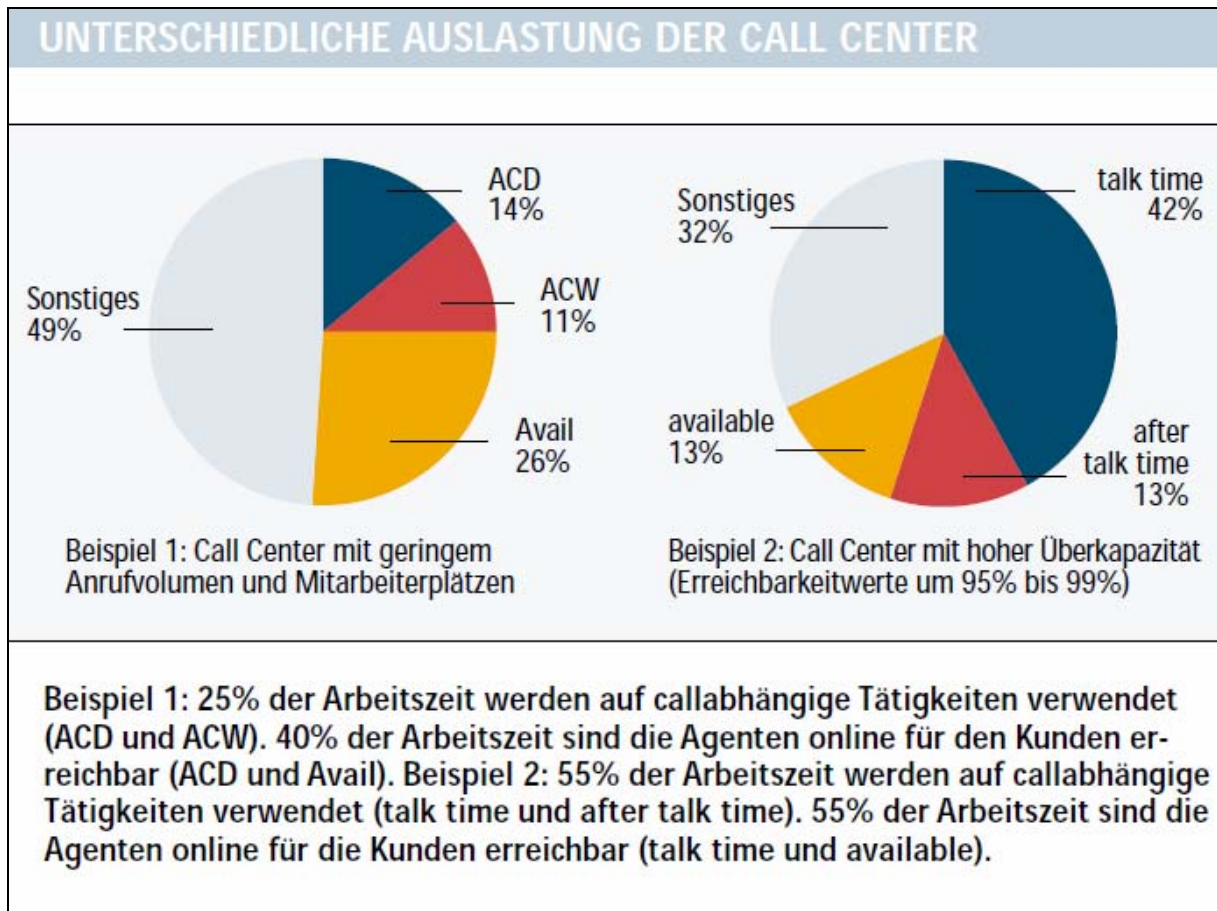 UNTERSCHIEDLICHE AUSLASTUNG DER CALL CENTER
ACD
14%
ACW
11%
Avail
26%
Sonstiges
49%
Beispiel 1: Call Center mit geringem
Anrufvolumen und Mitarbeiterplätzen
talk time
42%
after
talk time
13%
available
13%
Sonstiges
32%
Beispiel 2: Call Center mit hoher Überkapazität
(Erreichbarkeitwerte um 95% bis 99%)
Beispiel 1: 25% der Arbeitszeit werden auf callabhängige Tätigkeiten verwendet
(ACD und ACW). 40% der Arbeitszeit sind die Agenten online für den Kunden er-
reichbar (ACD und Avail). Beispiel 2: 55% der Arbeitszeit werden auf callabhängige
Tätigkeiten verwendet (talk time und after talk time). 55% der Arbeitszeit sind die
Agenten online für die Kunden erreichbar (talk time und available).